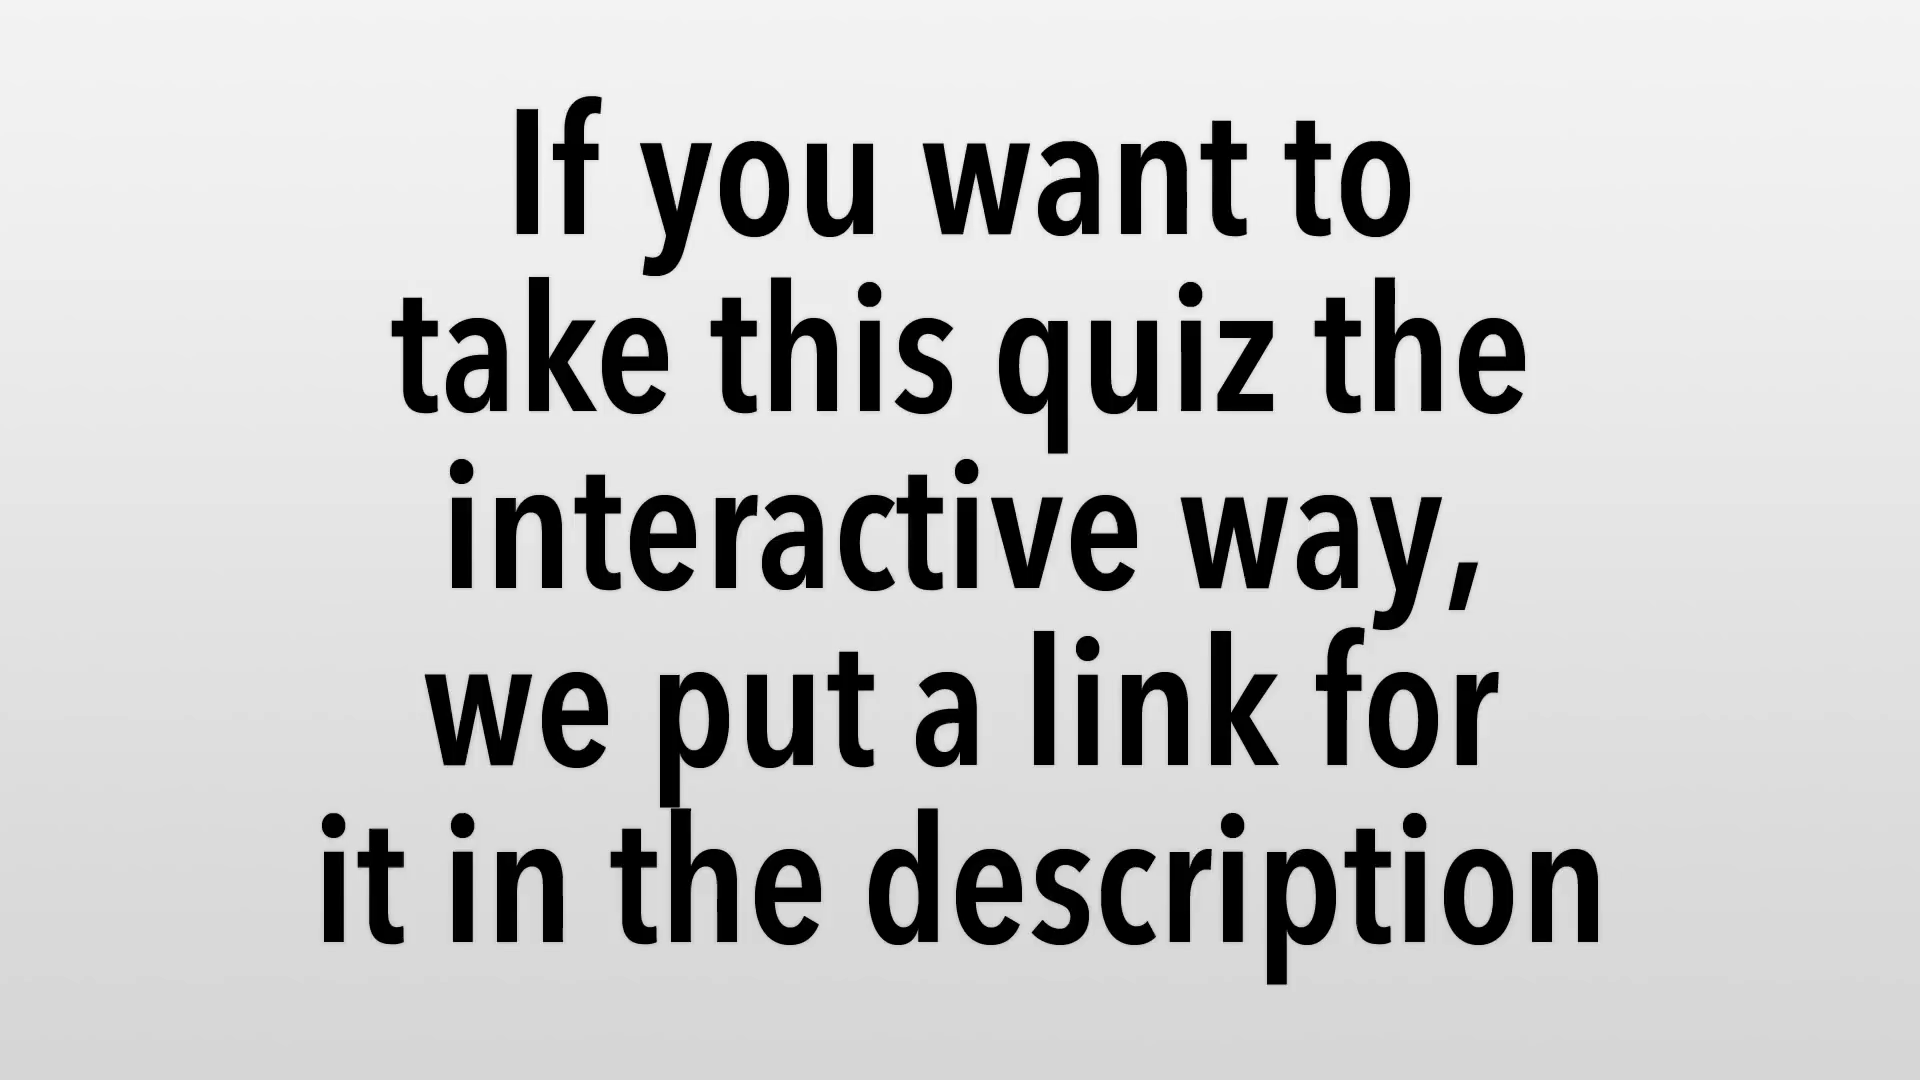 If you want to
take this quiz the
interactive way,
we put a link for
it in the description